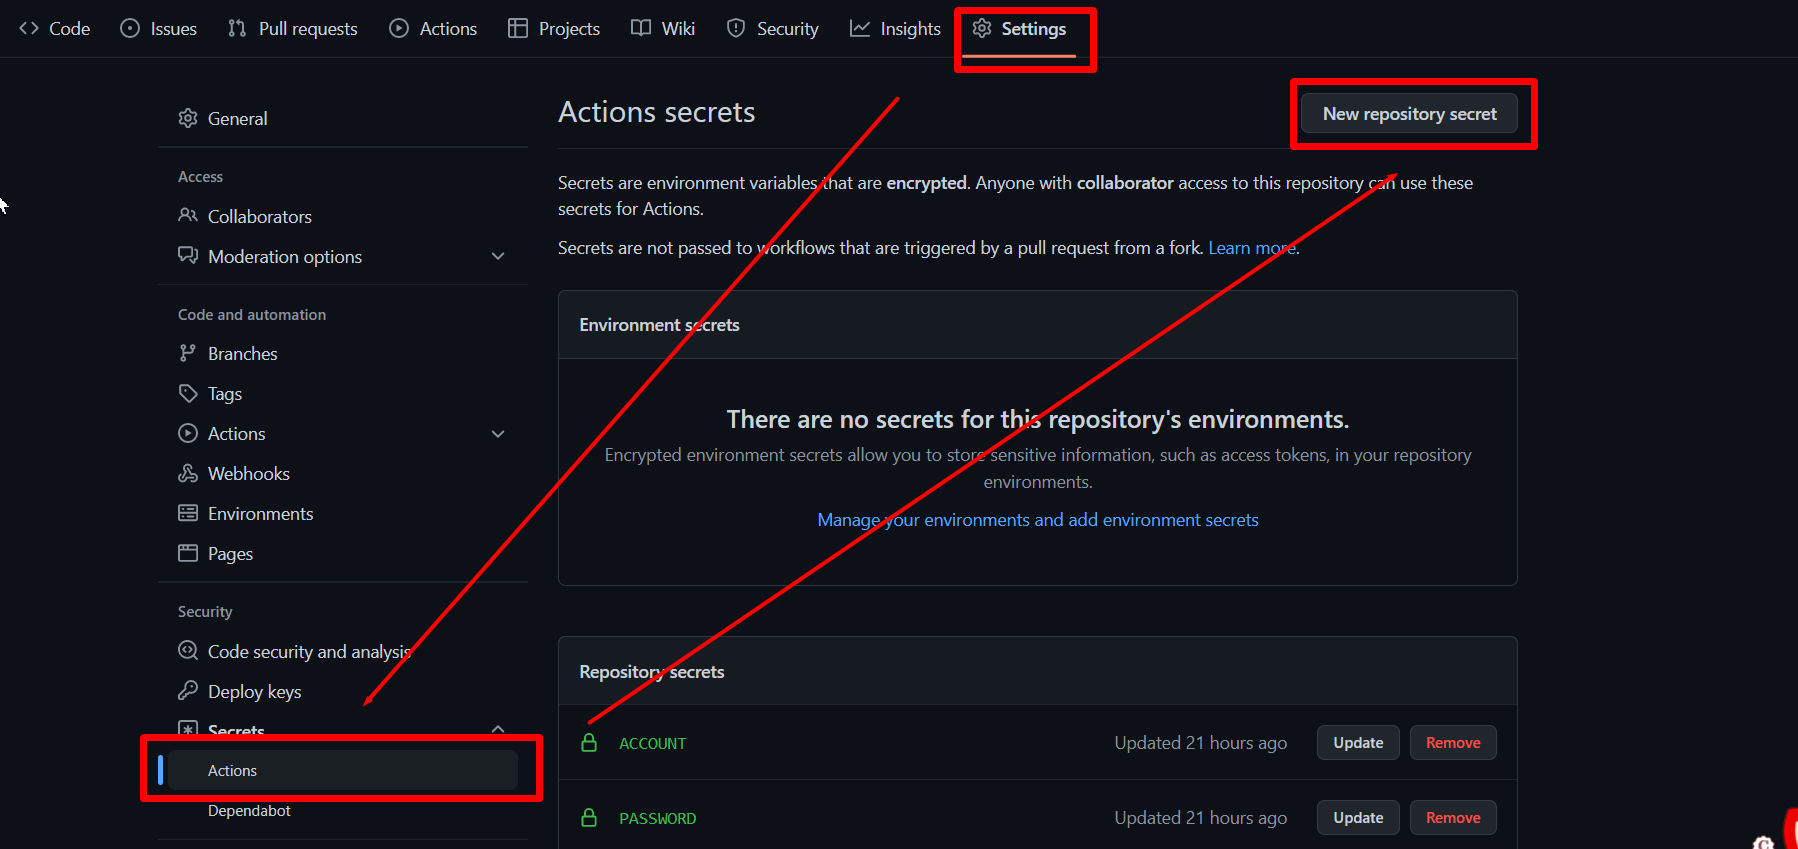 Code Issues Pull requests Actions Projects Wiki Security Insights Settings
General
Access
Collaborators
Moderation options
Code and automation
Branches
Tags
Actions
Webhooks
Environments
Pages
Security
Code security and analysis
Deploy keys
Secrets
Actions
Dependabot
Actions secrets
New repository secret
Secrets are environment variables that are encrypted. Anyone with collaborator access to this repository can use these
secrets for Actions.
Secrets are not passed to workflows that are triggered by a pull request from a fork. Learn more.
Environment secrets
There are no secrets for this repository's environments.
Encrypted environment secrets allow you to store sensitive information, such as access tokens, in your repository
environments.
Manage your environments and add environment secrets
Repository secrets
ACCOUNT Updated 21 hours ago Update Remove
PASSWORD Updated 21 hours ago Update Remove